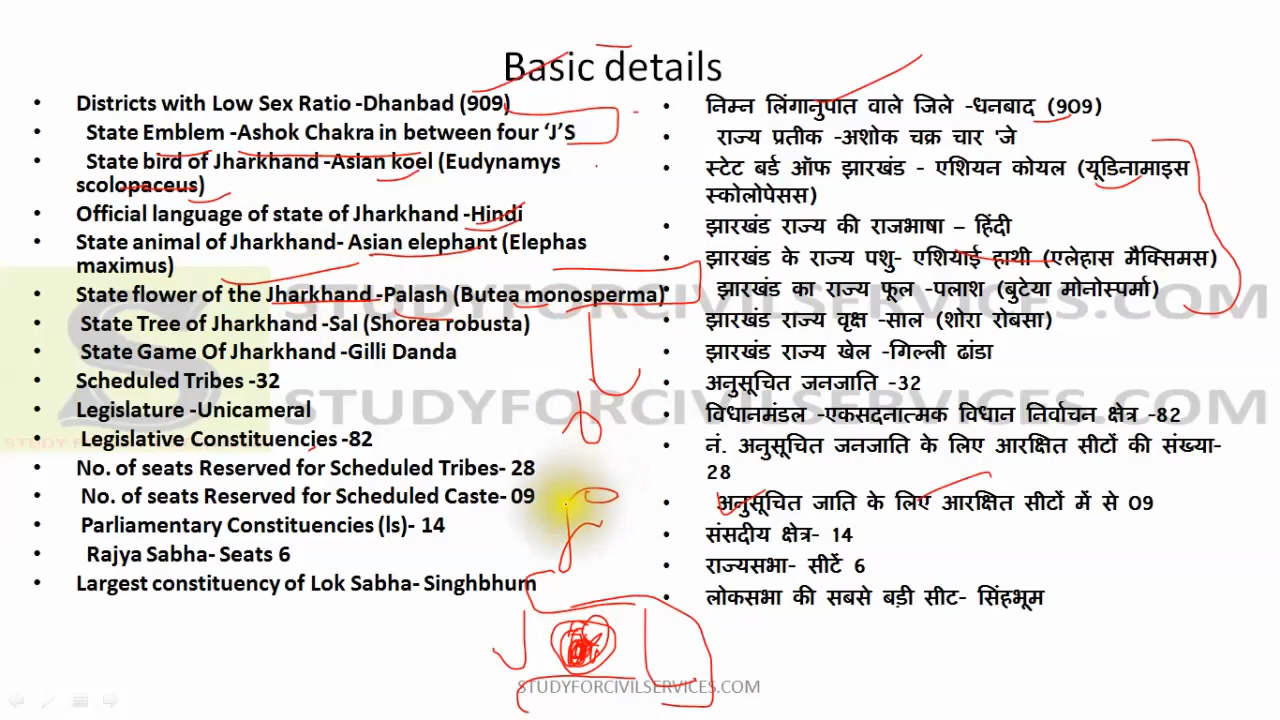 Basic details
Districts with Low Sex Ratio -Dhanbad (909)
State Emblem -Ashok Chakra in between four ‘J’S
State bird of Jharkhand-Asian koel (Eudynamys
scolopaceus)
Official language of state of Jharkhand -Hindi
State animal of Jharkhand- Asian elephant (Elephas
maximus)
State flower of the Jharkhand -Palash (Butea monosperma)
State Tree of Jharkhand -Sal (Shorea robusta)
State Game Of Jharkhand -Gilli Danda
Scheduled Tribes -32
Legislature -Unicameral
Legislative Constituencies -82
No. of seats Reserved for Scheduled Tribes- 28
No. of seats Reserved for Scheduled Caste- 09
Parliamentary Constituencies (ls)- 14
Rajya Sabha- Seats 6
Largest constituency of Lok Sabha- Singhbhum
निम्न लिंगानुपात वाले जिले -धनबाद (909)
राज्य प्रतीक -अशोक चक्र चार 'जे'
स्टेट बर्ड ऑफ झारखंड - एशियन कोयल (यूडिनामाइस
स्कोलोपेसस)
झारखंड राज्य की राजभाषा – हिंदी
झारखंड के राज्य पशु- एशियाई हाथी (एलेहास मैक्सिमस)
झारखंड का राज्य फूल -पलाश (बुटेया मोनोस्पर्मा)
झारखंड राज्य वृक्ष -साल (शोरा रोबसा)
झारखंड राज्य खेल -गिल्ली ढांडा
अनुसूचित जनजाति -32
विधानमंडल -एकसदनात्मक विधान निर्वाचन क्षेत्र -82
नं. अनुसूचित जनजाति के लिए आरक्षित सीटों की संख्या-
28
अनुसूचित जाति के लिए आरक्षित सीटों में से 09
संसदीय क्षेत्र- 14
राज्यसभा- सीटें 6
लोकसभा की सबसे बड़ी सीट- सिंहभूम
STUDYFORCIVILSERVICES.COM
STUDYFORCIVILSERVICES.COM
STUDYFORCIVILSERVICES.COM